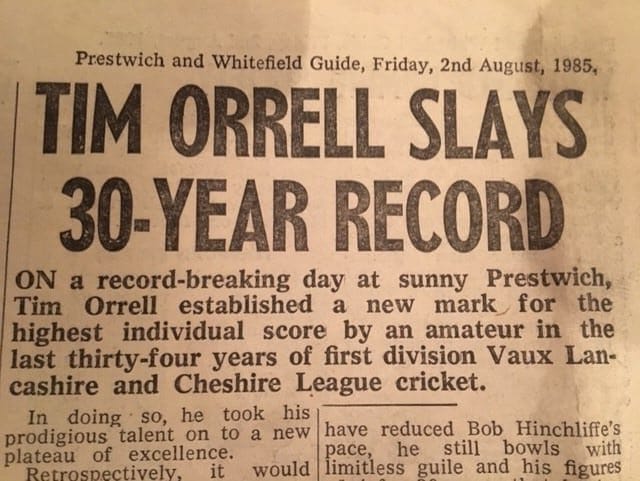 Prestwich and Whitefield Guide, Friday, 2nd August, 1985,
TIM ORRELL SLAYS
30-YEAR RECORD
ON a record-breaking day at sunny Prestwich,
Tim Orrell established a new mark for the
highest individual score by an amateur in the
last thirty-four years of first division Vaux Lan-
cashire and Cheshire League cricket.
In doing so, he took his
prodigious talent on to a new
plateau of excellence.
Retrospectively, it would
have reduced Bob Hinchliffe's
pace, he still bowls with
limitless guile and his figures